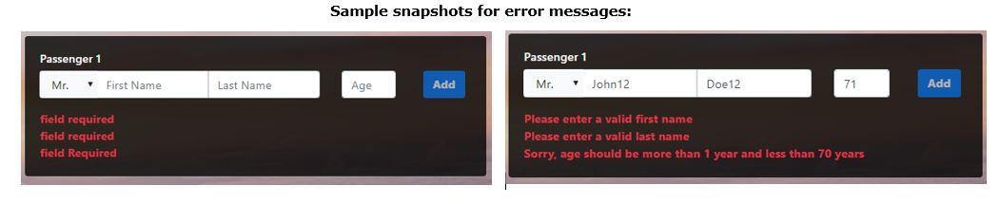 Sample snapshots for error messages:
Passenger 1
Mr. First Name Last Name Age Add
field required
field required
field Required
Passenger 1
Mr. John12 Doe12 71 Add
Please enter a valid first name
Please enter a valid last name
Sorry, age should be more than 1 year and less than 70 years